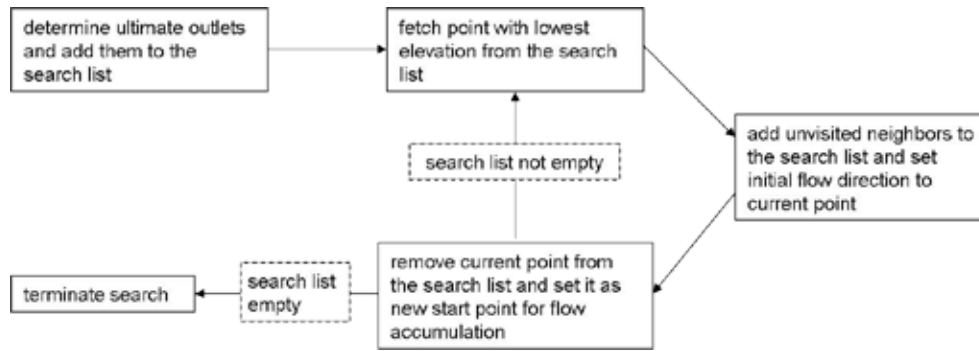 determine ultimate outlets
and add them to the
search list
fetch point with lowest
elevation from the search
list
add unvisited neighbors to
the search list and set
initial flow direction to
current point
search list not empty
remove current point from
the search list and set it as
new start point for flow
accumulation
search list
empty
terminate search